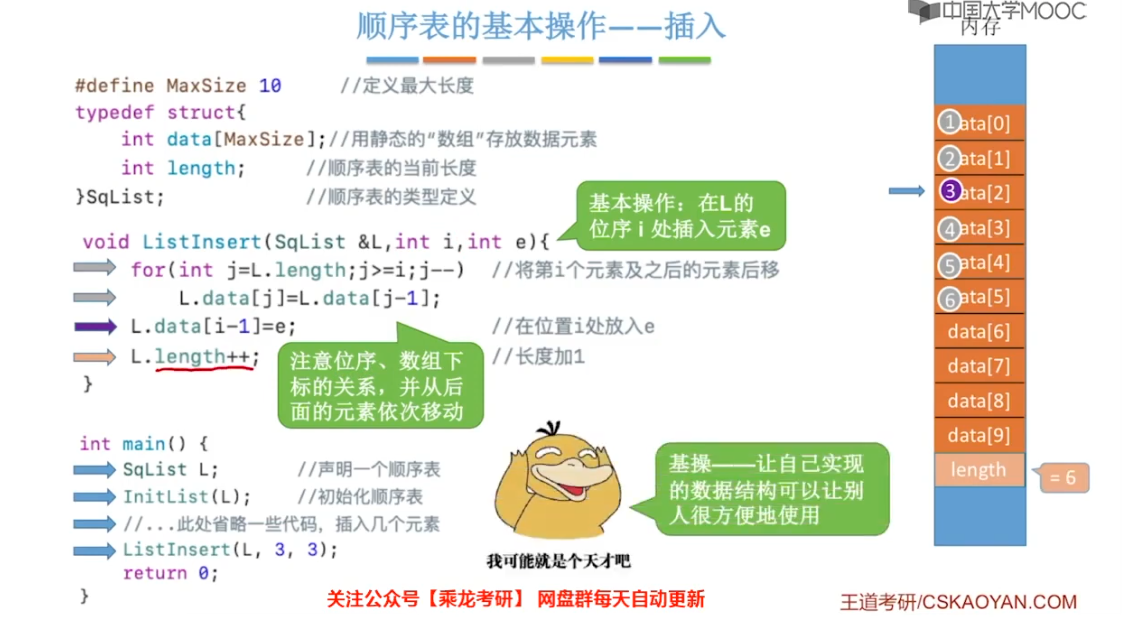 顺序表的基本操作——插入
中国大学MOOC
内存
#define MaxSize 10 //定义最大长度
typedef struct{
int data[MaxSize];//用静态的“数组”存放数据元素
int length; //顺序表的当前长度
}SqList; //顺序表的类型定义
基本操作：在L的
位序 i 处插入元素e
void ListInsert(SqList &L,int i,int e){
for(int j=L.length;j>=i;j--) //将第i个元素及之后的元素后移
L.data[j]=L.data[j-1];
L.data[i-1]=e; //在位置i处放入e
L.length++; //长度加1
}
注意位序、数组下
标的关系，并从后
面的元素依次移动
int main() {
SqList L; //声明一个顺序表
InitList(L); //初始化顺序表
//...此处省略一些代码，插入几个元素
ListInsert(L, 3, 3);
return 0;
}
基操——让自己实现
的数据结构可以让别
人很方便地使用
我可能就是个天才吧
1 ata[0]
2 ata[1]
3 ata[2]
4 ata[3]
5 ata[4]
6 ata[5]
data[6]
data[7]
data[8]
data[9]
length
= 6
关注公众号【乘龙考研】 网盘群每天自动更新
王道考研/CSKAOYAN.COM